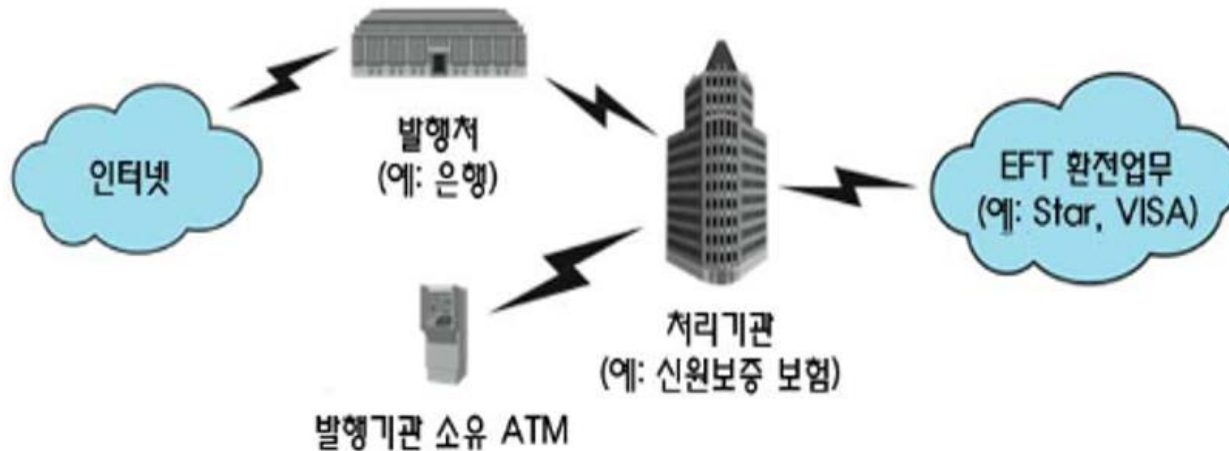 인터넷
발행처
(예: 은행)
EFT 환전업무
(예: Star, VISA)
처리기관
(예: 신원보증 보험)
발행기관 소유 ATM